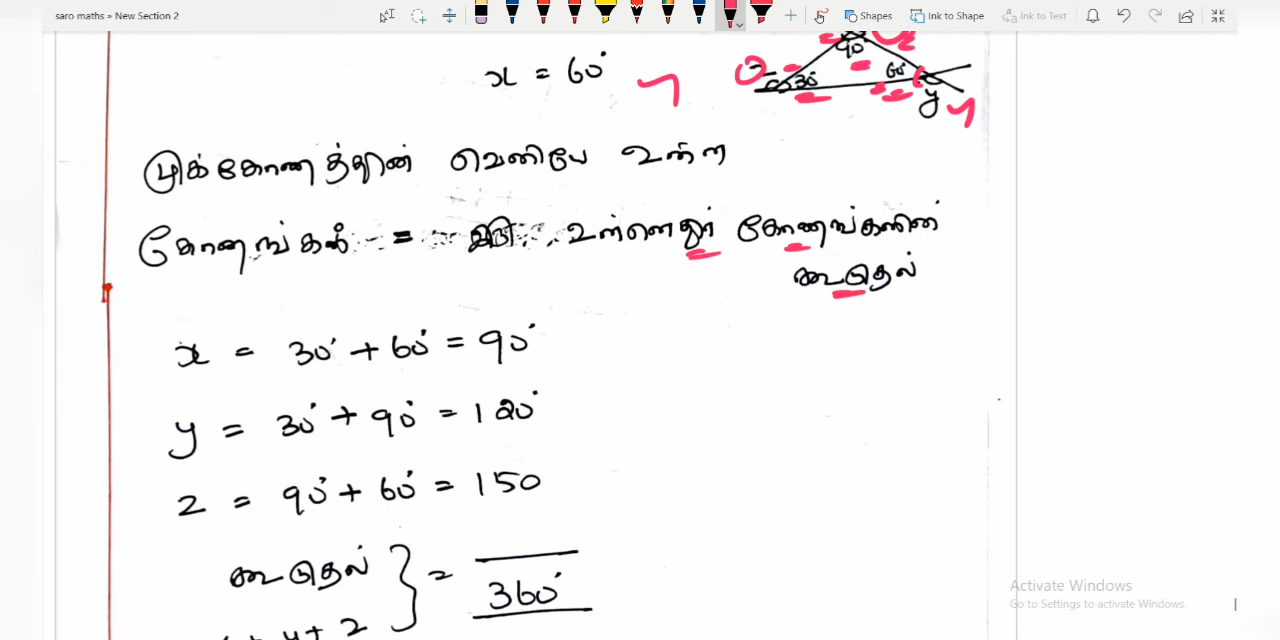 saro maths > New Section 2
Shapes Ink to Shape Ink to Text
x = 60°
90°
30° 60°
y
முக்கோணத்தின் வெளியே உள்ள
கோணங்கள் = உள்ளெதிர் கோணங்களின்
கூடுதல்
x = 30° + 60° = 90°
y = 30° + 90° = 120°
z = 90° + 60° = 150
கூடுதல் } = 360°
y + z
Activate Windows
Go to Settings to activate Windows.